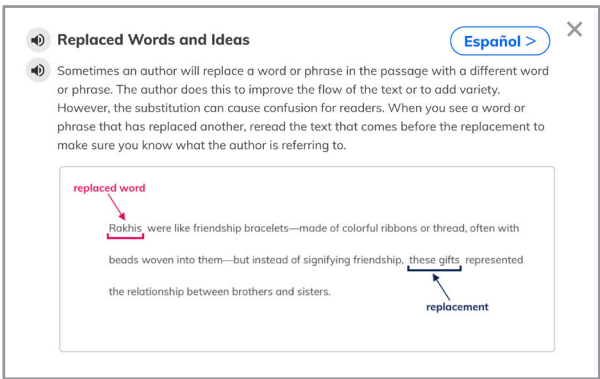 Replaced Words and Ideas
Español >
Sometimes an author will replace a word or phrase in the passage with a different word
or phrase. The author does this to improve the flow of the text or to add variety.
However, the substitution can cause confusion for readers. When you see a word or
phrase that has replaced another, reread the text that comes before the replacement to
make sure you know what the author is referring to.
replaced word
Rakhis were like friendship bracelets—made of colorful ribbons or thread, often with
beads woven into them—but instead of signifying friendship, these gifts represented
the relationship between brothers and sisters.
replacement